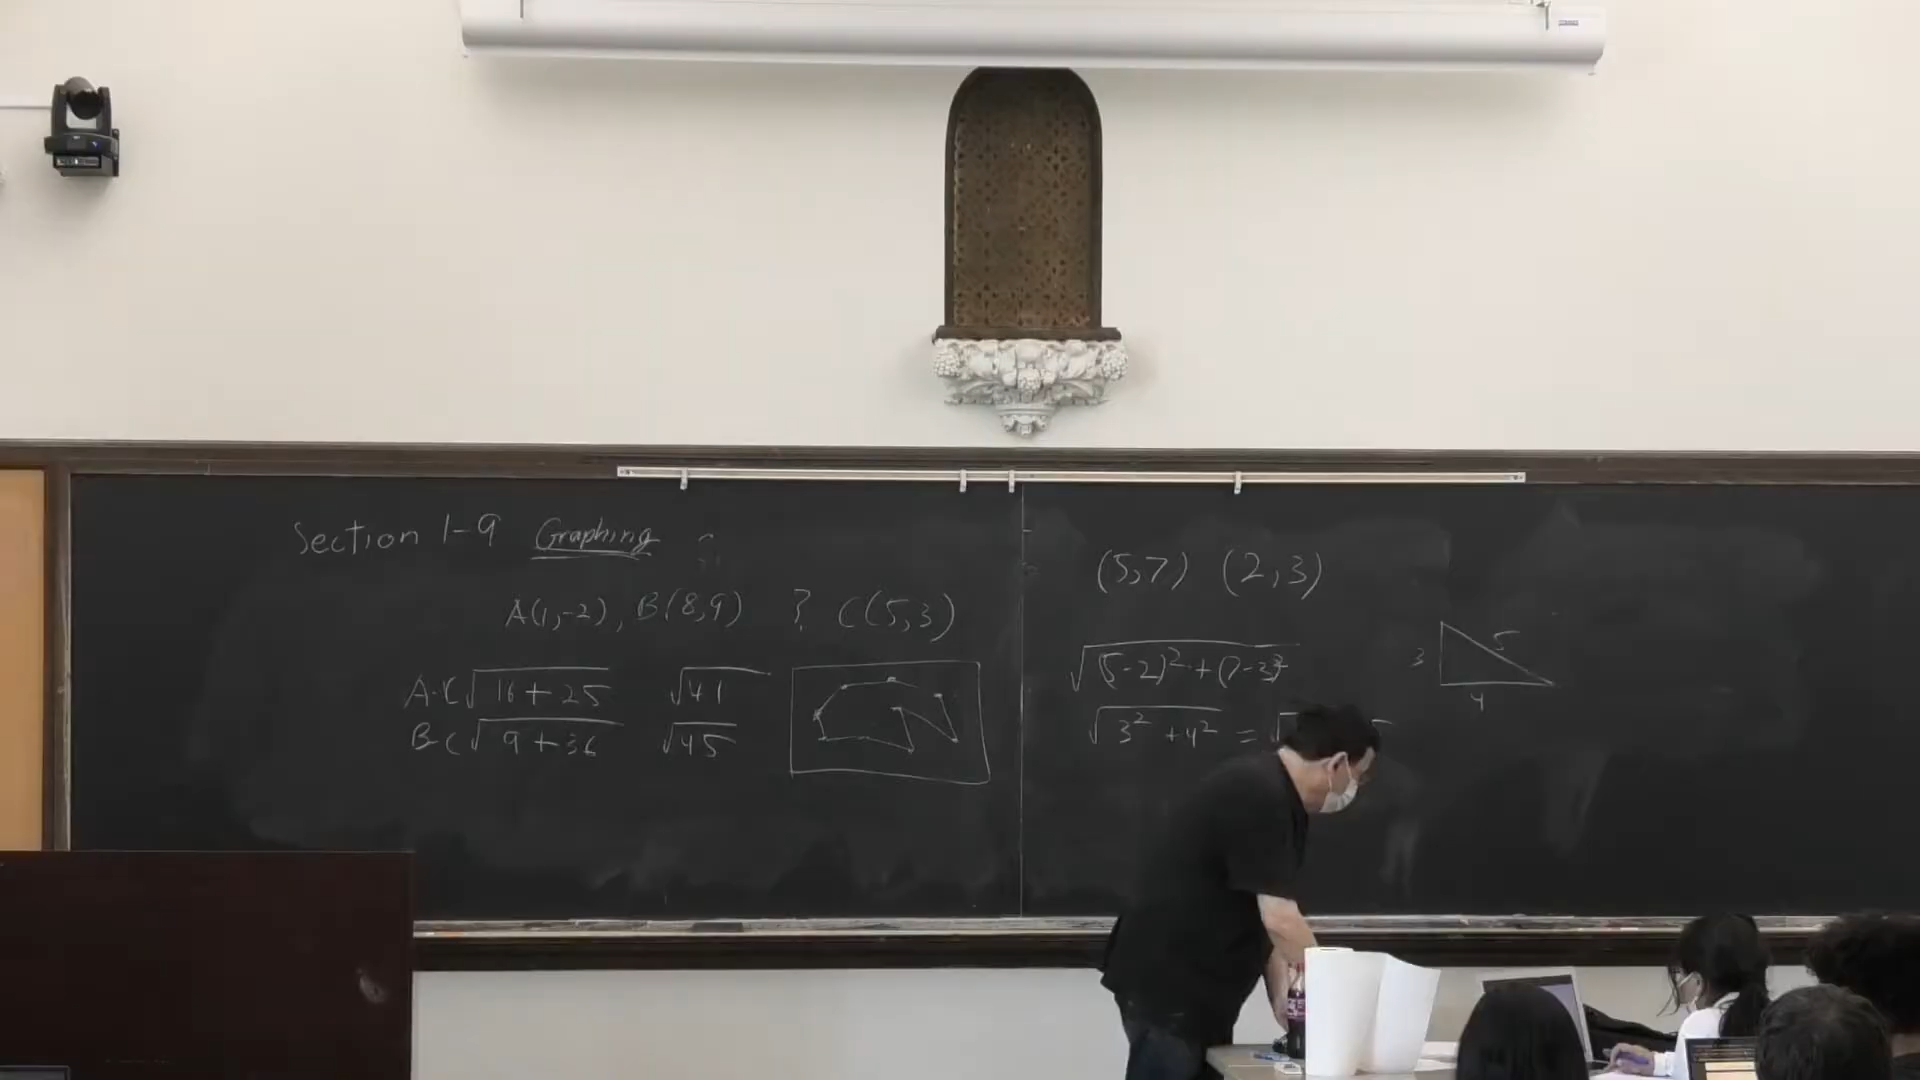 Section 1-9 Graphing
A(1,-2), B(8,9) ? C(5,3)
A-C √16+25 √41
BC √9+36 √45
(5,7) (2,3)
√(5-2)²+(7-3)²
√3²+4² = √
3
5
4